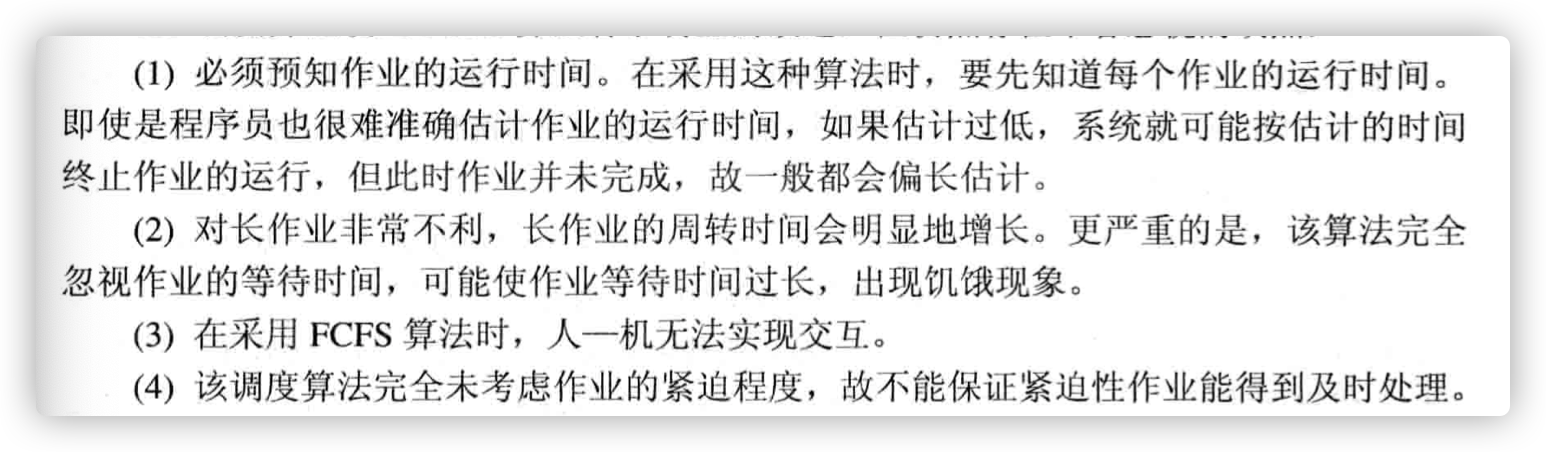 (1) 必须预知作业的运行时间。在采用这种算法时，要先知道每个作业的运行时间。
即使是程序员也很难准确估计作业的运行时间，如果估计过低，系统就可能按估计的时间
终止作业的运行，但此时作业并未完成，故一般都会偏长估计。
(2) 对长作业非常不利，长作业的周转时间会明显地增长。更严重的是，该算法完全
忽视作业的等待时间，可能使作业等待时间过长，出现饥饿现象。
(3) 在采用 FCFS 算法时，人—机无法实现交互。
(4) 该调度算法完全未考虑作业的紧迫程度，故不能保证紧迫性作业能得到及时处理。